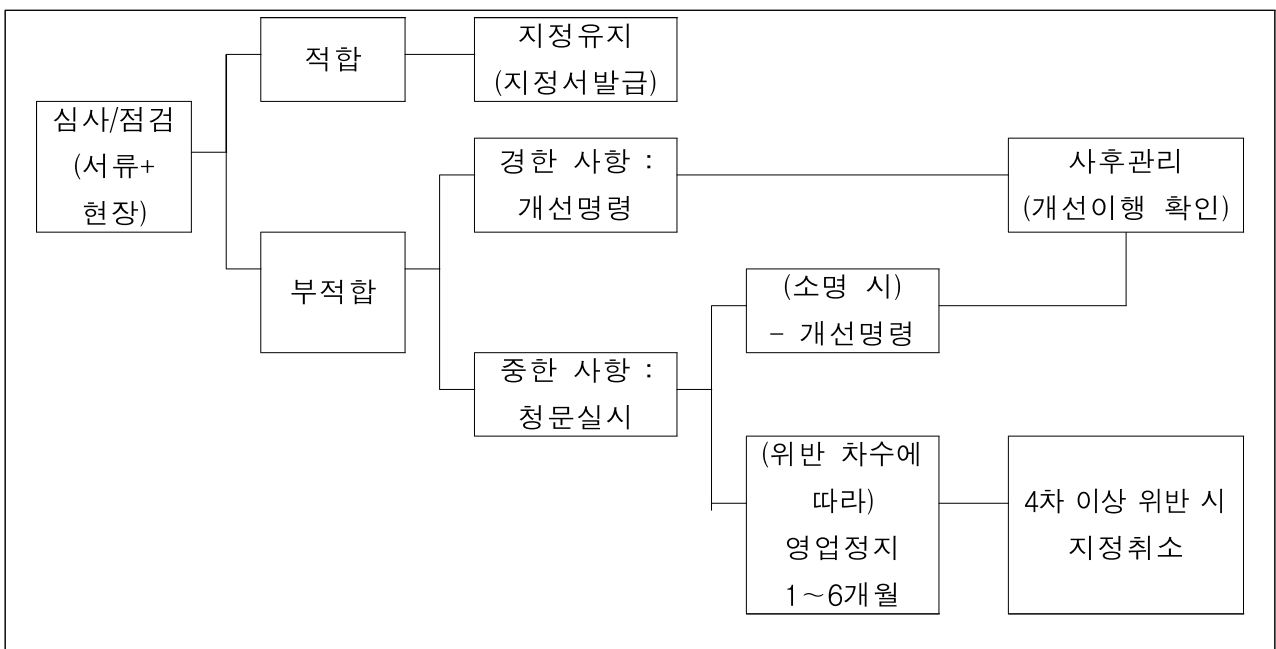 심사/점검
(서류+
현장)
적합
지정유지
(지정서발급)
부적합
경한 사항 :
개선명령
사후관리
(개선이행 확인)
중한 사항 :
청문실시
(소명 시)
- 개선명령
(위반 차수에
따라)
영업정지
1~6개월
4차 이상 위반 시
지정취소